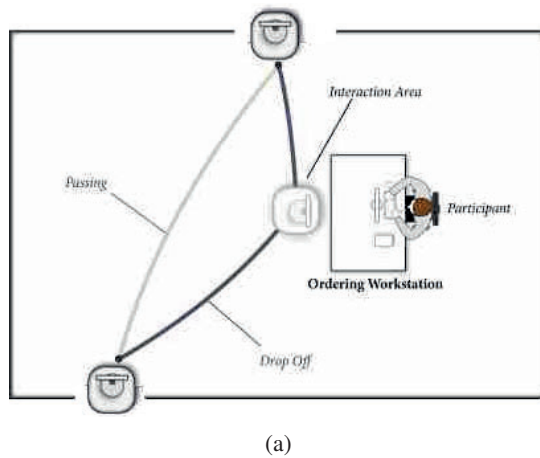 Interaction Area
Passing
Participant
Ordering Workstation
Drop Off
(a)